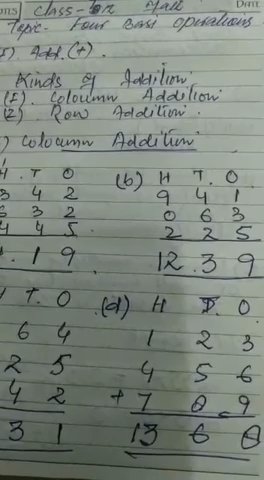 Class-
Topic- Four Basi operations
Add.(+).
Kinds of Addition
(1). Coloumn Addition
(2) Row Addition.
) Coloumn Addition
H . T O (b) H T. O
3 4 2 9 4 1
6 3 2 0 6 3
4 4 5 2 2 5
. 1 9 12.3 9
H T. O (d) H T. O
6 4 1 2 3
2 5 4 5 6
4 2 + 7 8 9
3 1 13 6 8